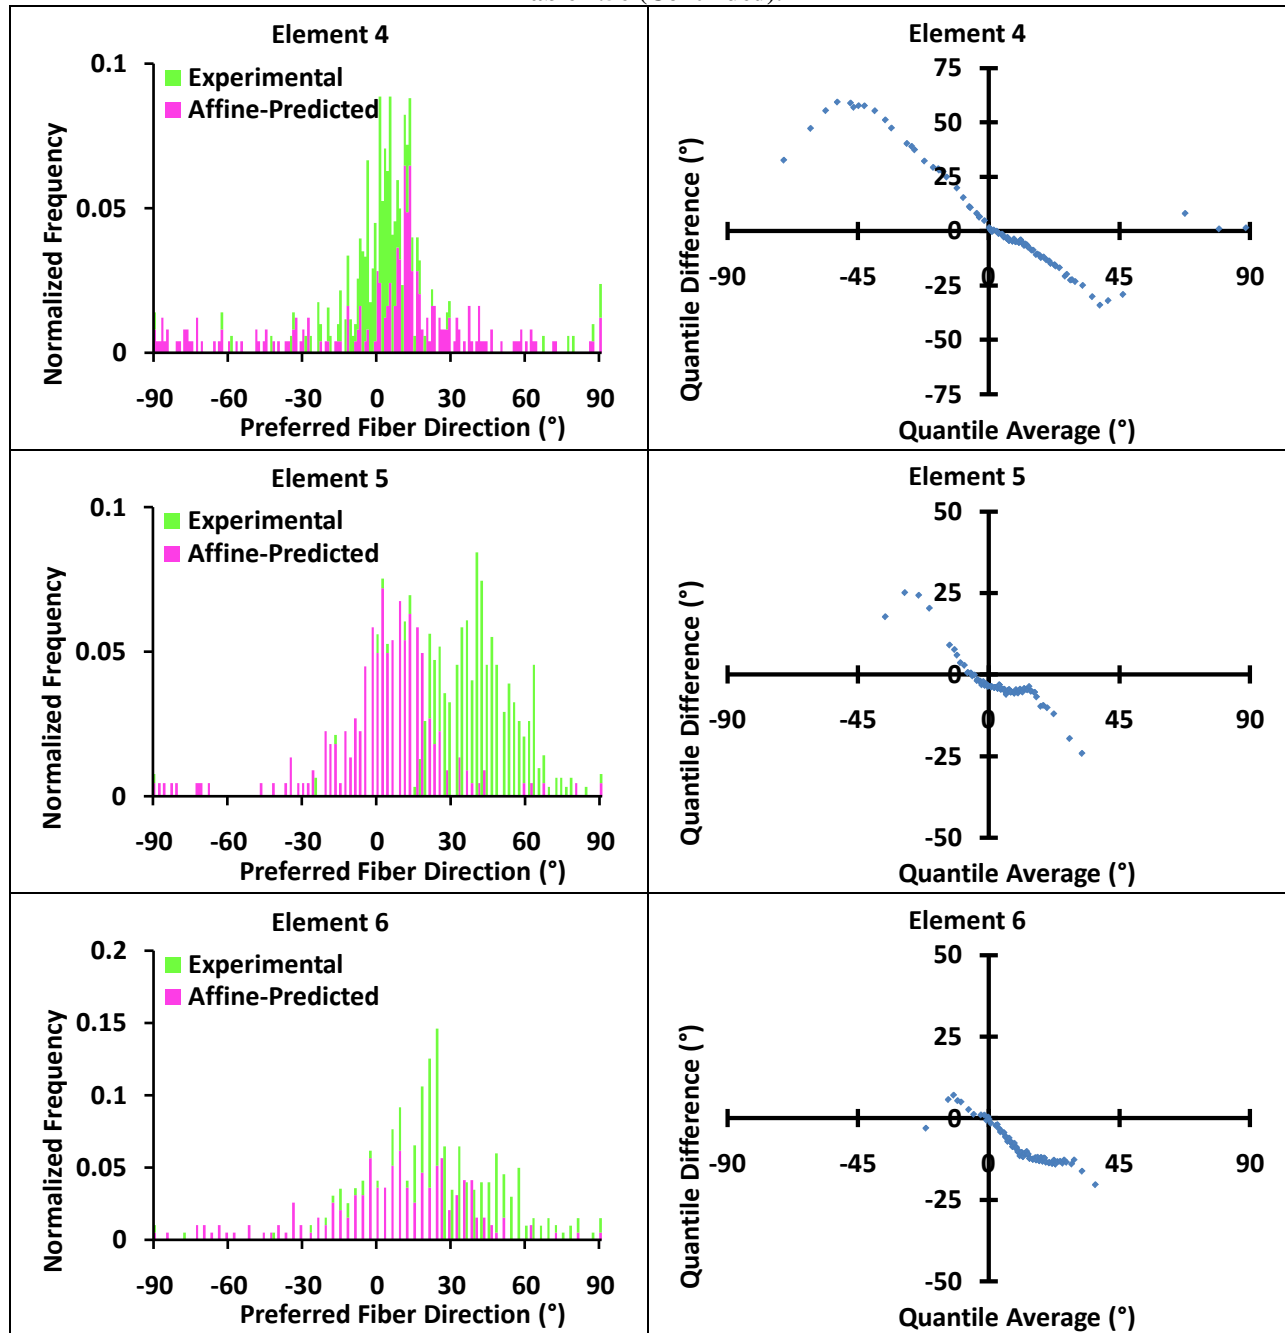 Element 4
0.1
Experimental
Affine-Predicted
0.05
0
-90 -60 -30 0 30 60 90
Normalized Frequency
Preferred Fiber Direction (°)
Element 4
75
50
25
0
-25
-50
-75
-90 -45 0 45 90
Quantile Difference (°)
Quantile Average (°)
Element 5
0.1
Experimental
Affine-Predicted
0.05
0
-90 -60 -30 0 30 60 90
Normalized Frequency
Preferred Fiber Direction (°)
Element 5
50
25
0
-25
-50
-90 -45 0 45 90
Quantile Difference (°)
Quantile Average (°)
Element 6
0.2
Experimental
Affine-Predicted
0.15
0.1
0.05
0
-90 -60 -30 0 30 60 90
Normalized Frequency
Preferred Fiber Direction (°)
Element 6
50
25
0
-25
-50
-90 -45 0 45 90
Quantile Difference (°)
Quantile Average (°)